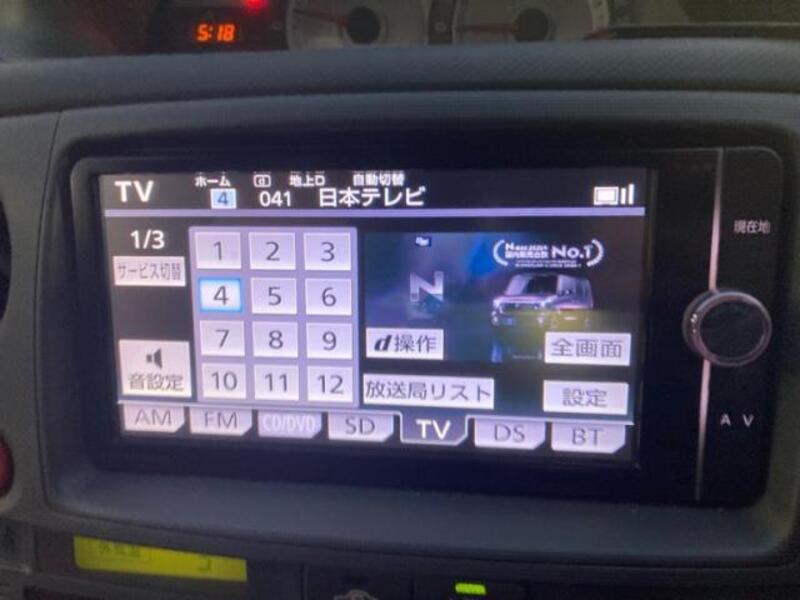 5:18
TV ホーム d 地上D 自動切替
4 041 日本テレビ
1/3
サービス切替
1 2 3
4 5 6
7 8 9
10 11 12
N No.1
d操作
全画面
音設定
放送局リスト
設定
AM FM CD/DVD SD TV DS BT
現在地
A V
外気温